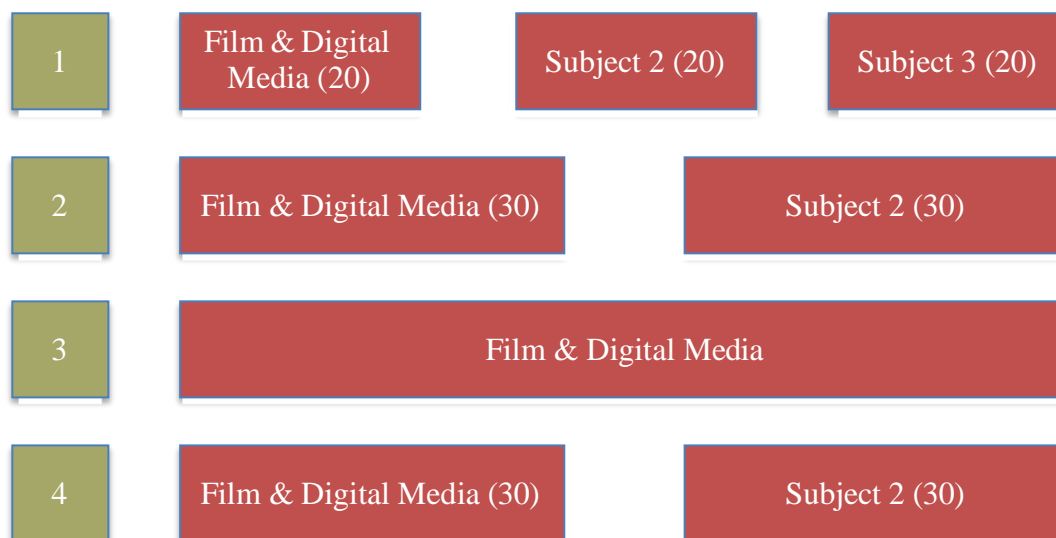 1
Film & Digital
Media (20)
Subject 2 (20)
Subject 3 (20)
2
Film & Digital Media (30)
Subject 2 (30)
3
Film & Digital Media
4
Film & Digital Media (30)
Subject 2 (30)